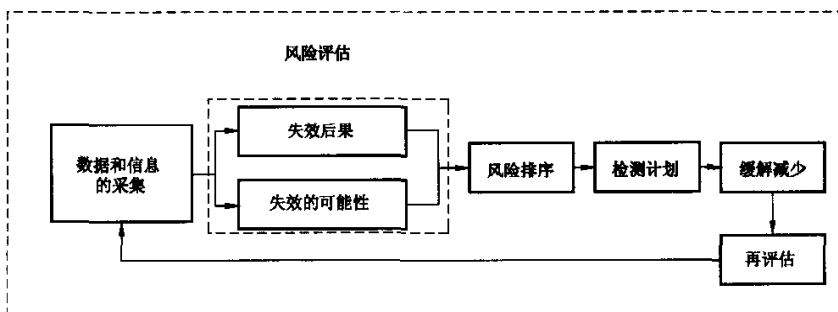 风险评估
失效后果
数据和信息
的采集
失效的可能性
风险排序
检测计划
缓解减少
再评估